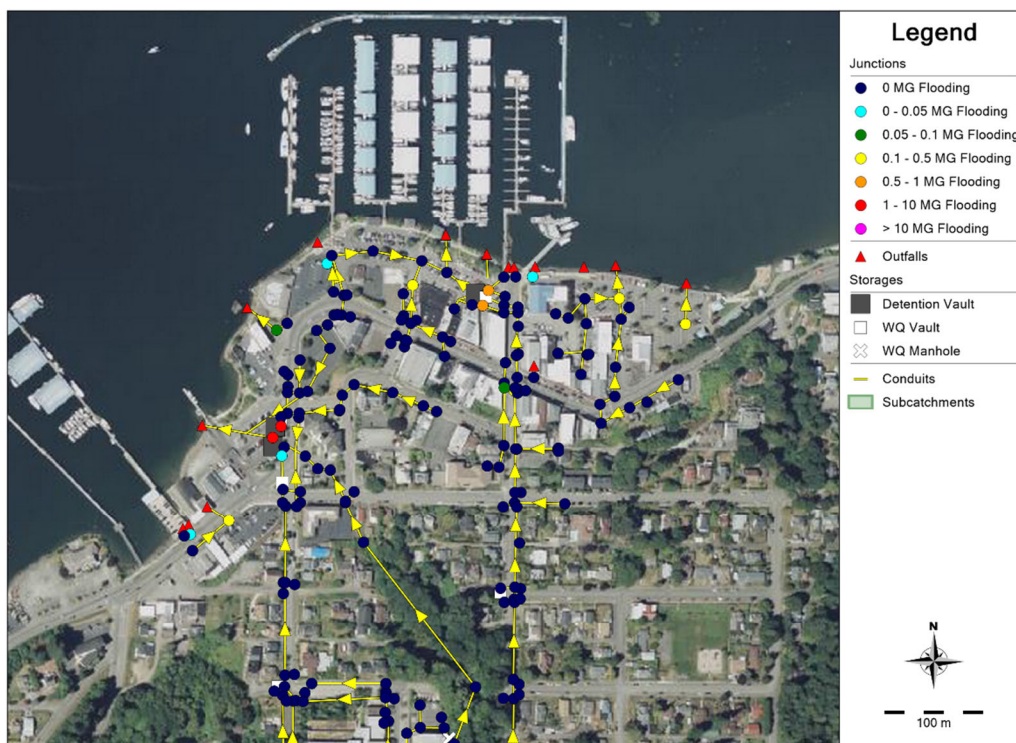 Legend
Junctions
0 MG Flooding
0 - 0.05 MG Flooding
0.05 - 0.1 MG Flooding
0.1 - 0.5 MG Flooding
0.5 - 1 MG Flooding
1 - 10 MG Flooding
> 10 MG Flooding
Outfalls
Storages
Detention Vault
WQ Vault
WQ Manhole
Conduits
Subcatchments
N
100 m